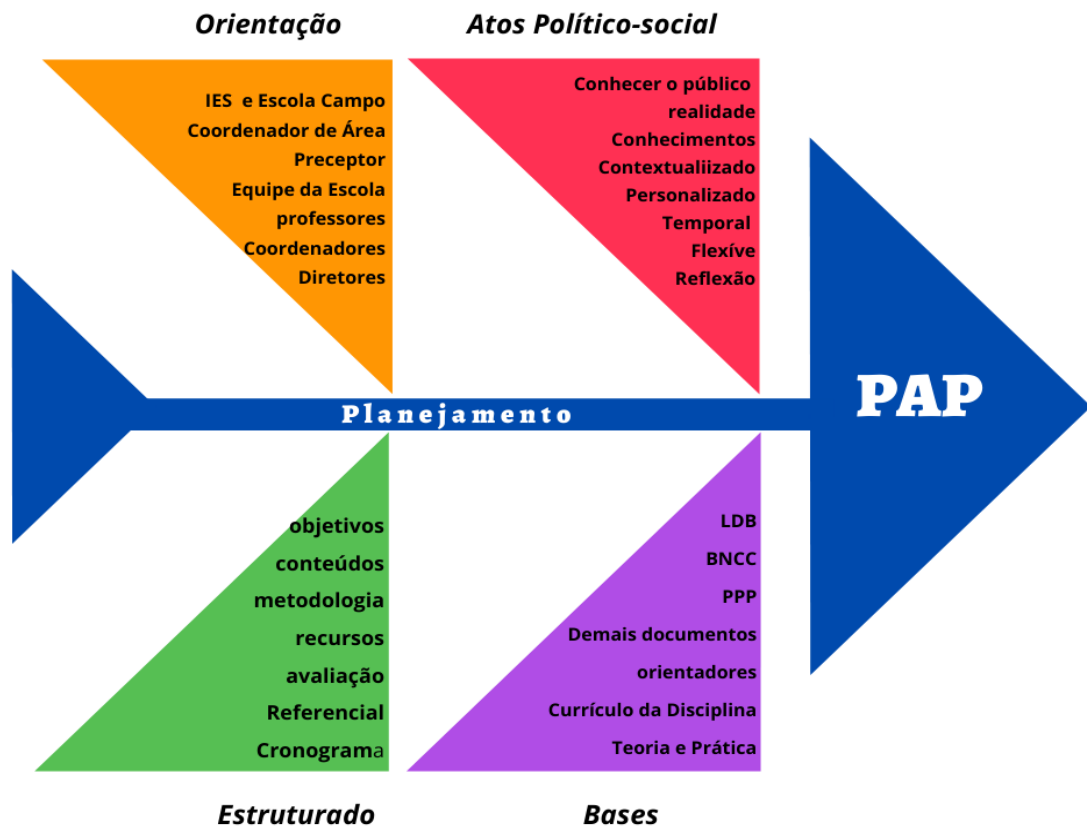 Orientação
IES e Escola Campo
Coordenador de Área
Preceptor
Equipe da Escola
professores
Coordenadores
Diretores
Atos Político-social
Conhecer o público
realidade
Conhecimentos
Contextualiizado
Personalizado
Temporal
Flexíve
Reflexão
Planejamento
PAP
objetivos
conteúdos
metodologia
recursos
avaliação
Referencial
Cronograma
Estruturado
LDB
BNCC
PPP
Demais documentos
orientadores
Currículo da Disciplina
Teoria e Prática
Bases